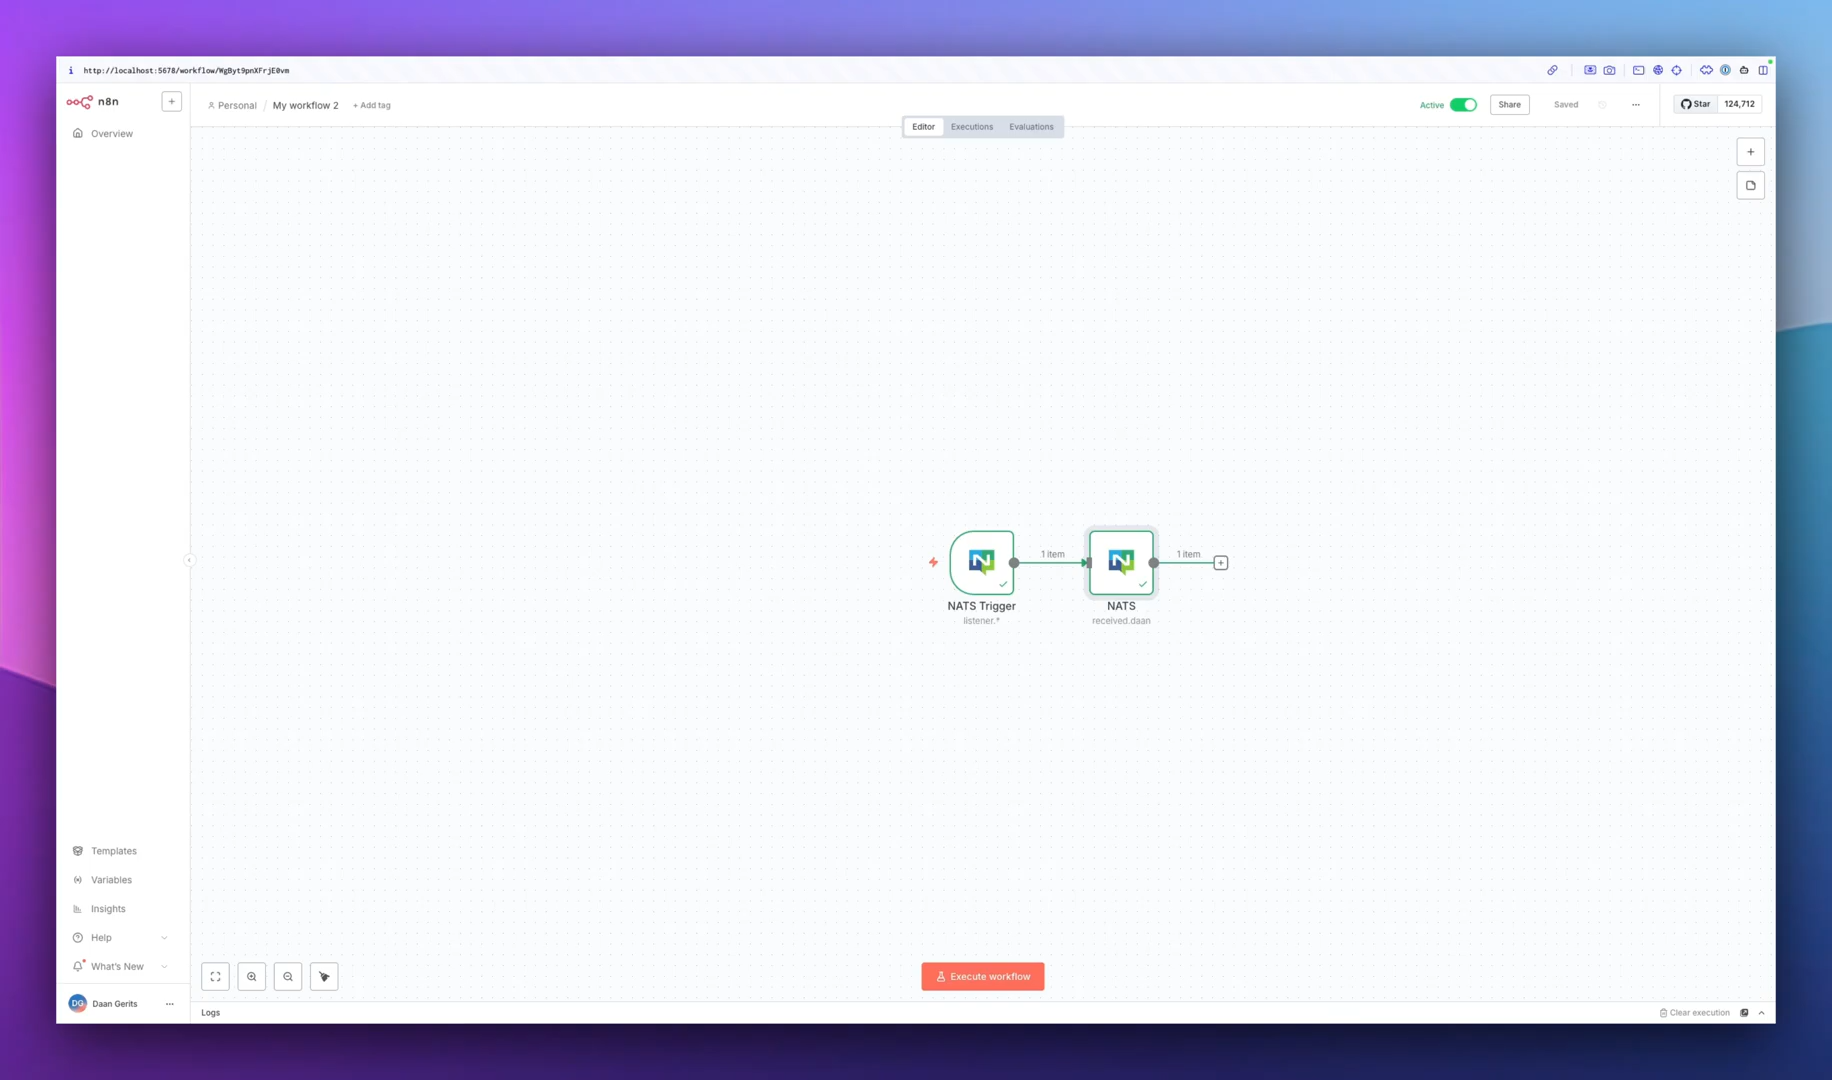 i http://localhost:5678/workflow/WgByt9pnXFrjE0vm
n8n
Personal / My workflow 2 + Add tag
Active Share Saved ... Star 124,712
Editor Executions Evaluations
Overview
1 item 1 item
NATS Trigger NATS
listener.* received.daan
Templates
Variables
Insights
Help
What's New
Execute workflow
DG Daan Gerits ...
Logs Clear execution